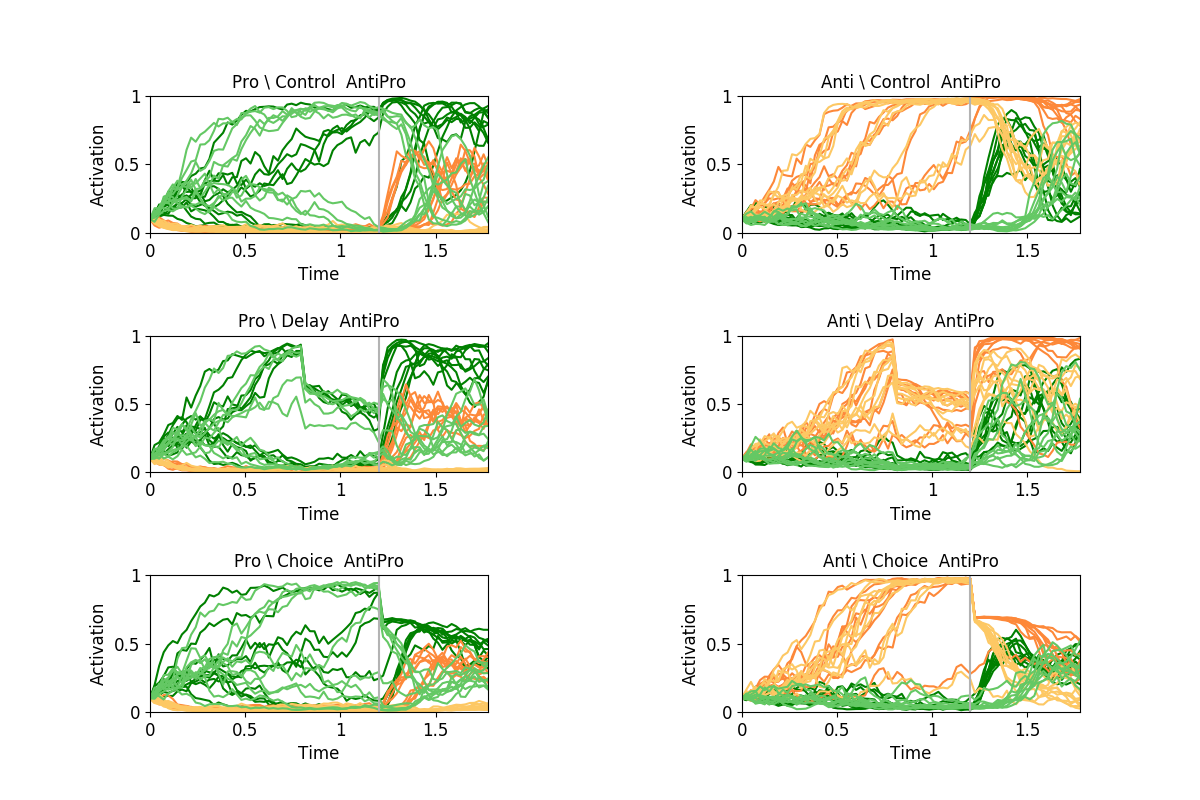 Pro \ Control  AntiPro
Anti \ Control  AntiPro
1
0.5
0
Activation
0
0.5
1
1.5
Time
1
0.5
0
Activation
0
0.5
1
1.5
Time
Pro \ Delay  AntiPro
Anti \ Delay  AntiPro
1
0.5
0
Activation
0
0.5
1
1.5
Time
1
0.5
0
Activation
0
0.5
1
1.5
Time
Pro \ Choice  AntiPro
Anti \ Choice  AntiPro
1
0.5
0
Activation
0
0.5
1
1.5
Time
1
0.5
0
Activation
0
0.5
1
1.5
Time